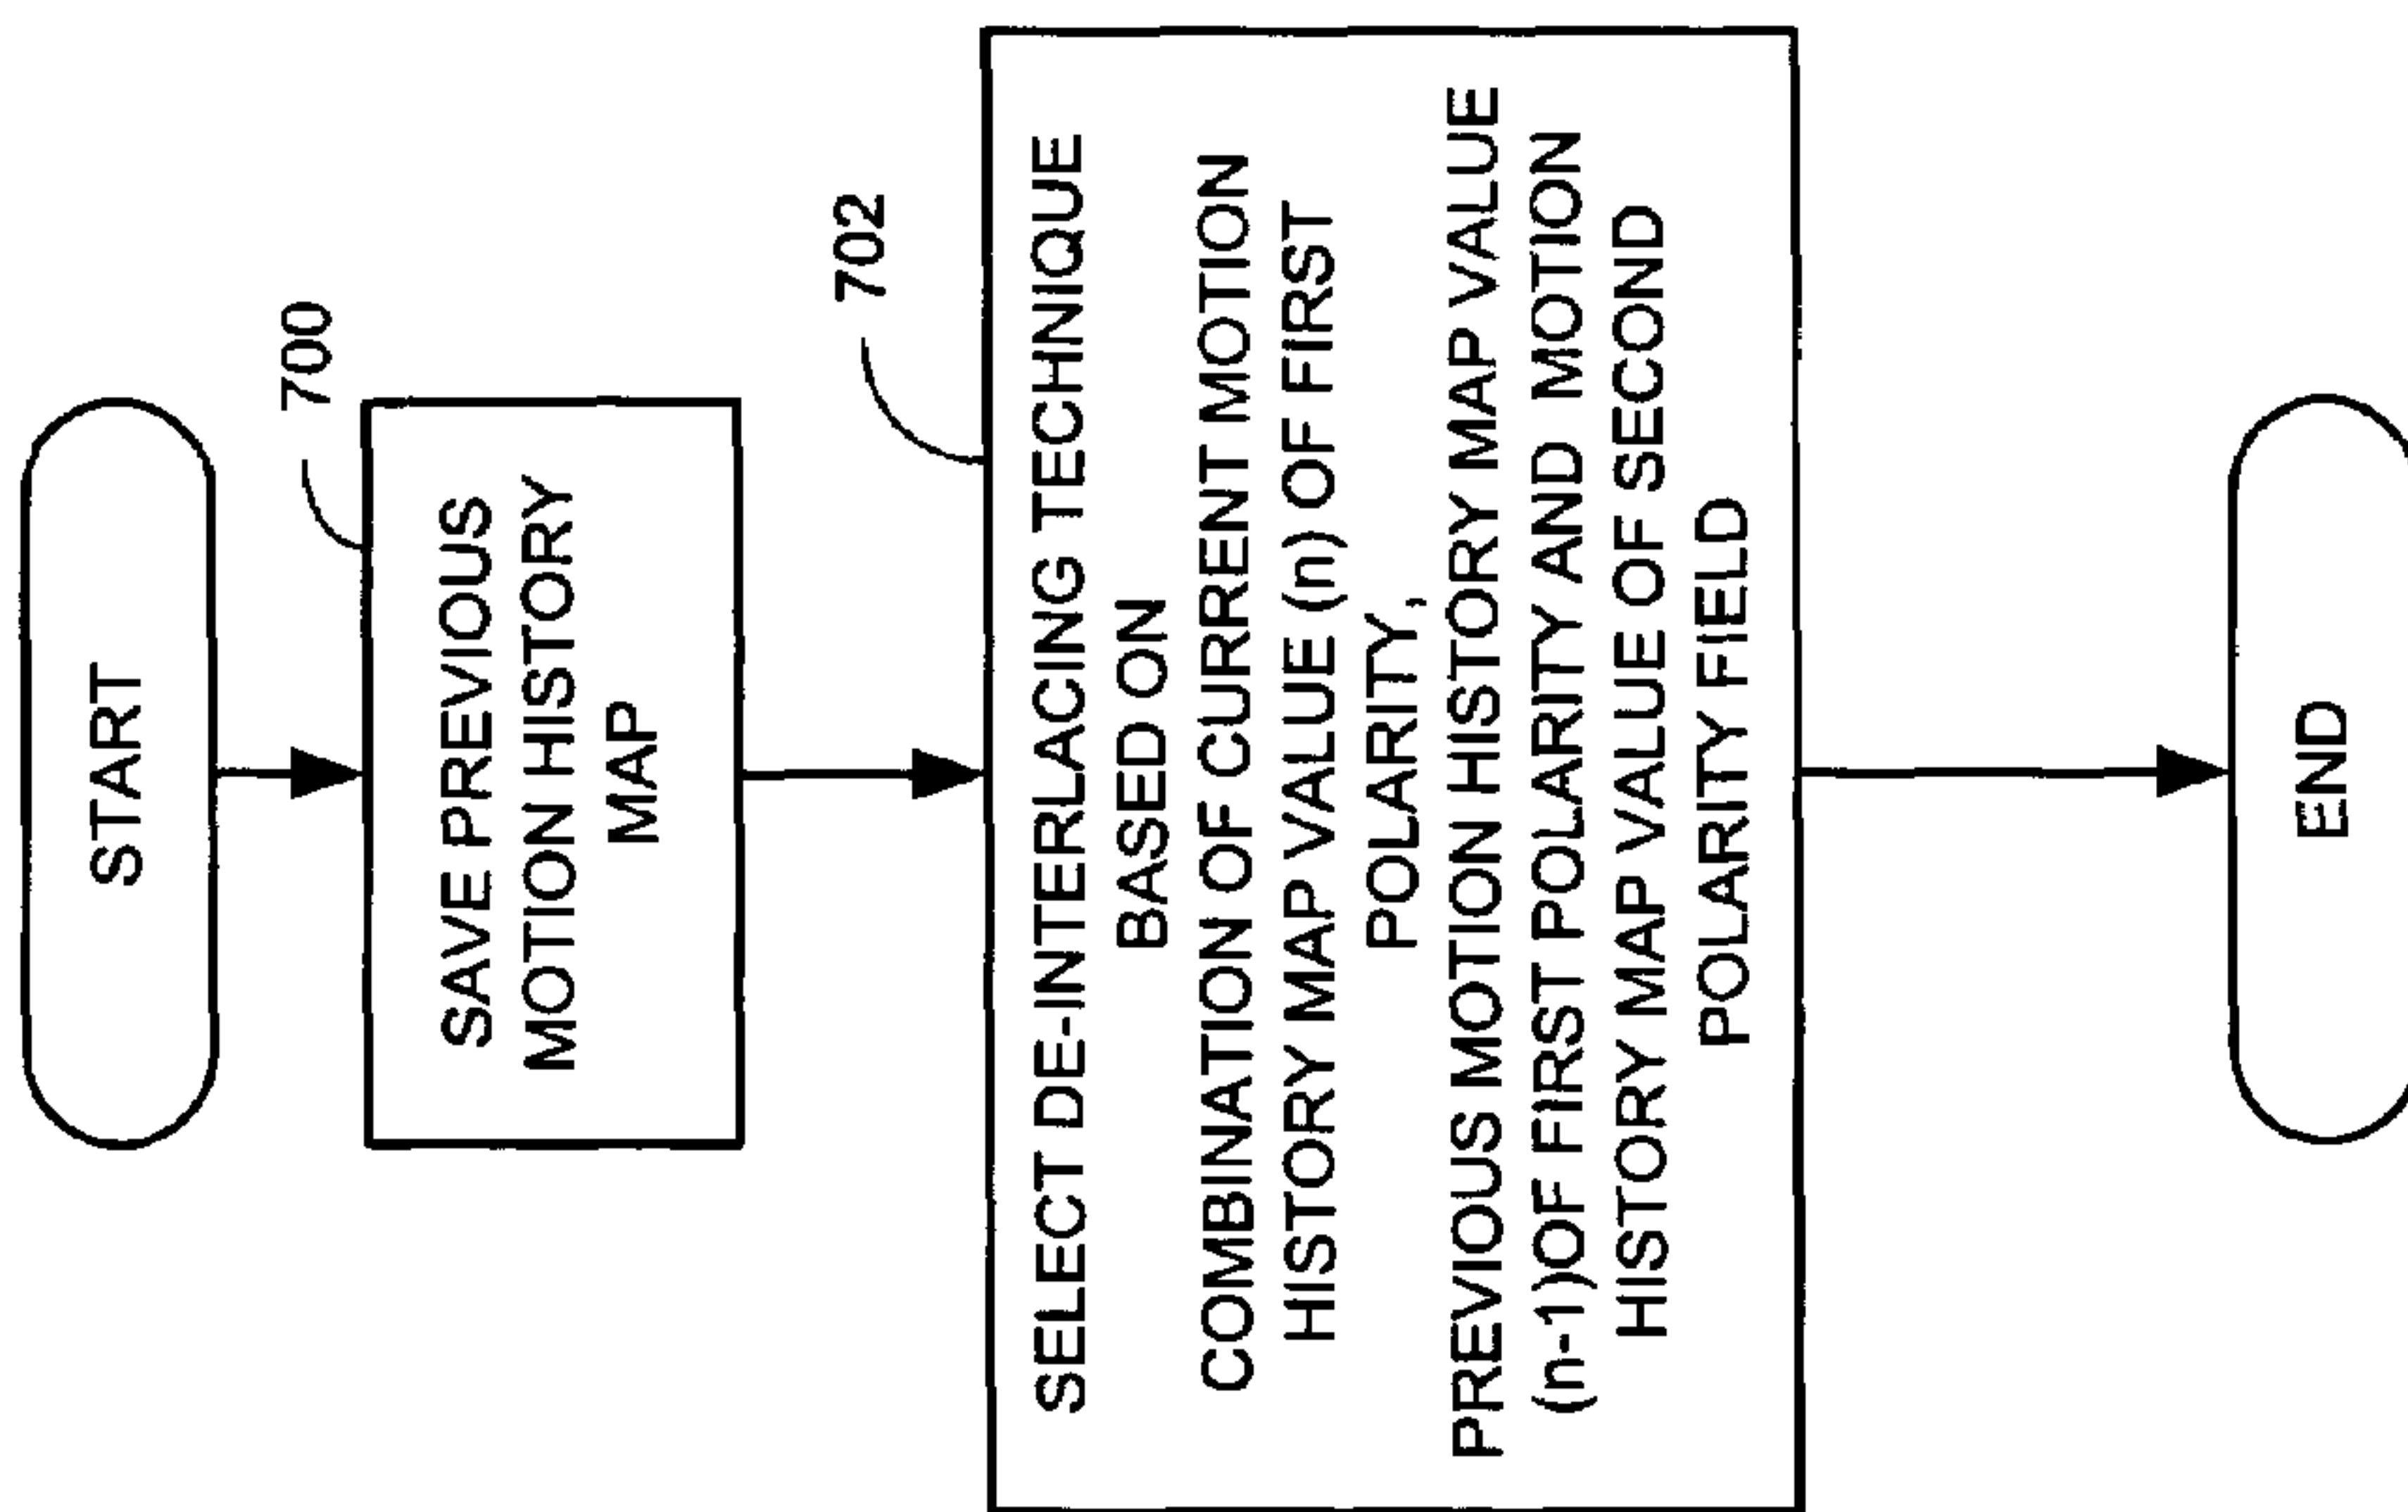 START
700
SAVE PREVIOUS
MOTION HISTORY
MAP
702
SELECT DE-INTERLACING TECHNIQUE
BASED ON
COMBINATION OF CURRENT MOTION
HISTORY MAP VALUE (n) OF FIRST
POLARITY,
PREVIOUS MOTION HISTORY MAP VALUE
(n-1)OF FIRST POLARITY AND MOTION
HISTORY MAP VALUE OF SECOND
POLARITY FIELD
END